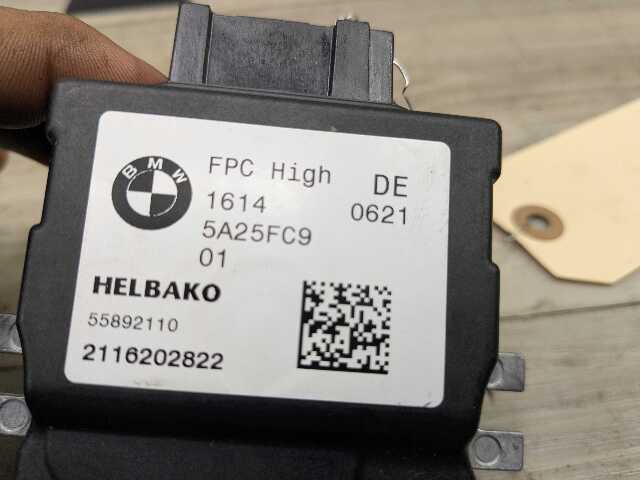 BMW
FPC High DE
1614 0621
5A25FC9
01
HELBAKO
55892110
2116202822